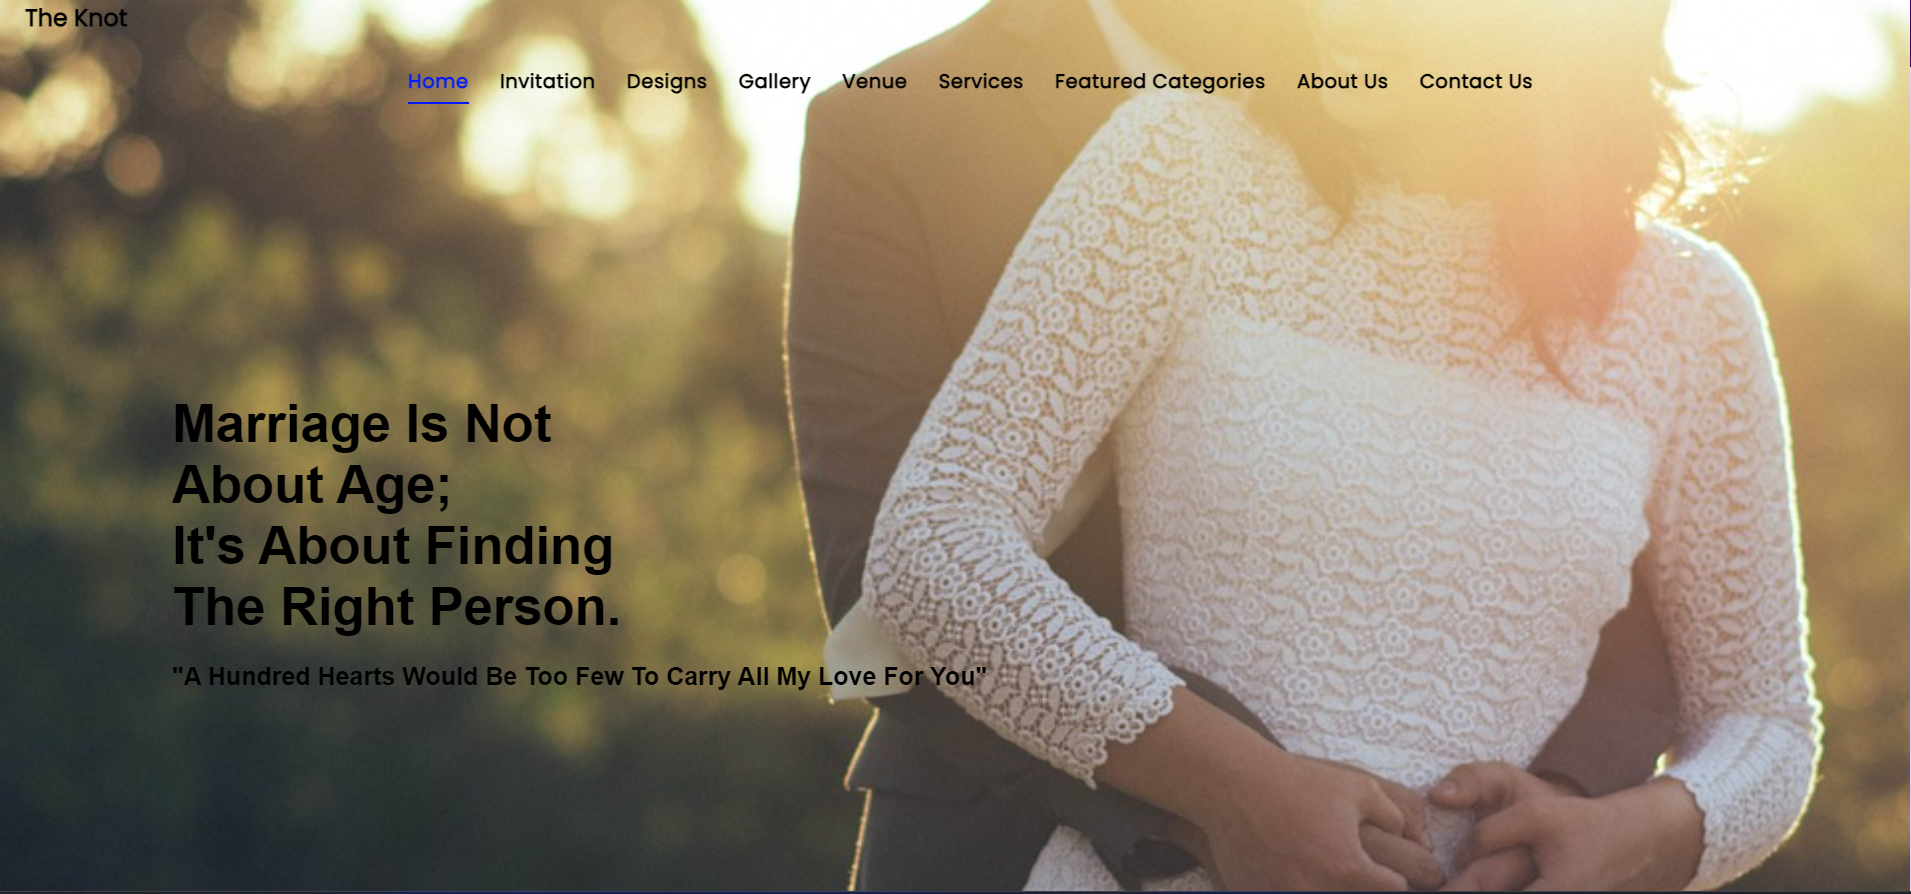 The Knot
Home Invitation Designs Gallery Venue Services Featured Categories About Us Contact Us
Marriage Is Not
About Age;
It's About Finding
The Right Person.
"A Hundred Hearts Would Be Too Few To Carry All My Love For You"